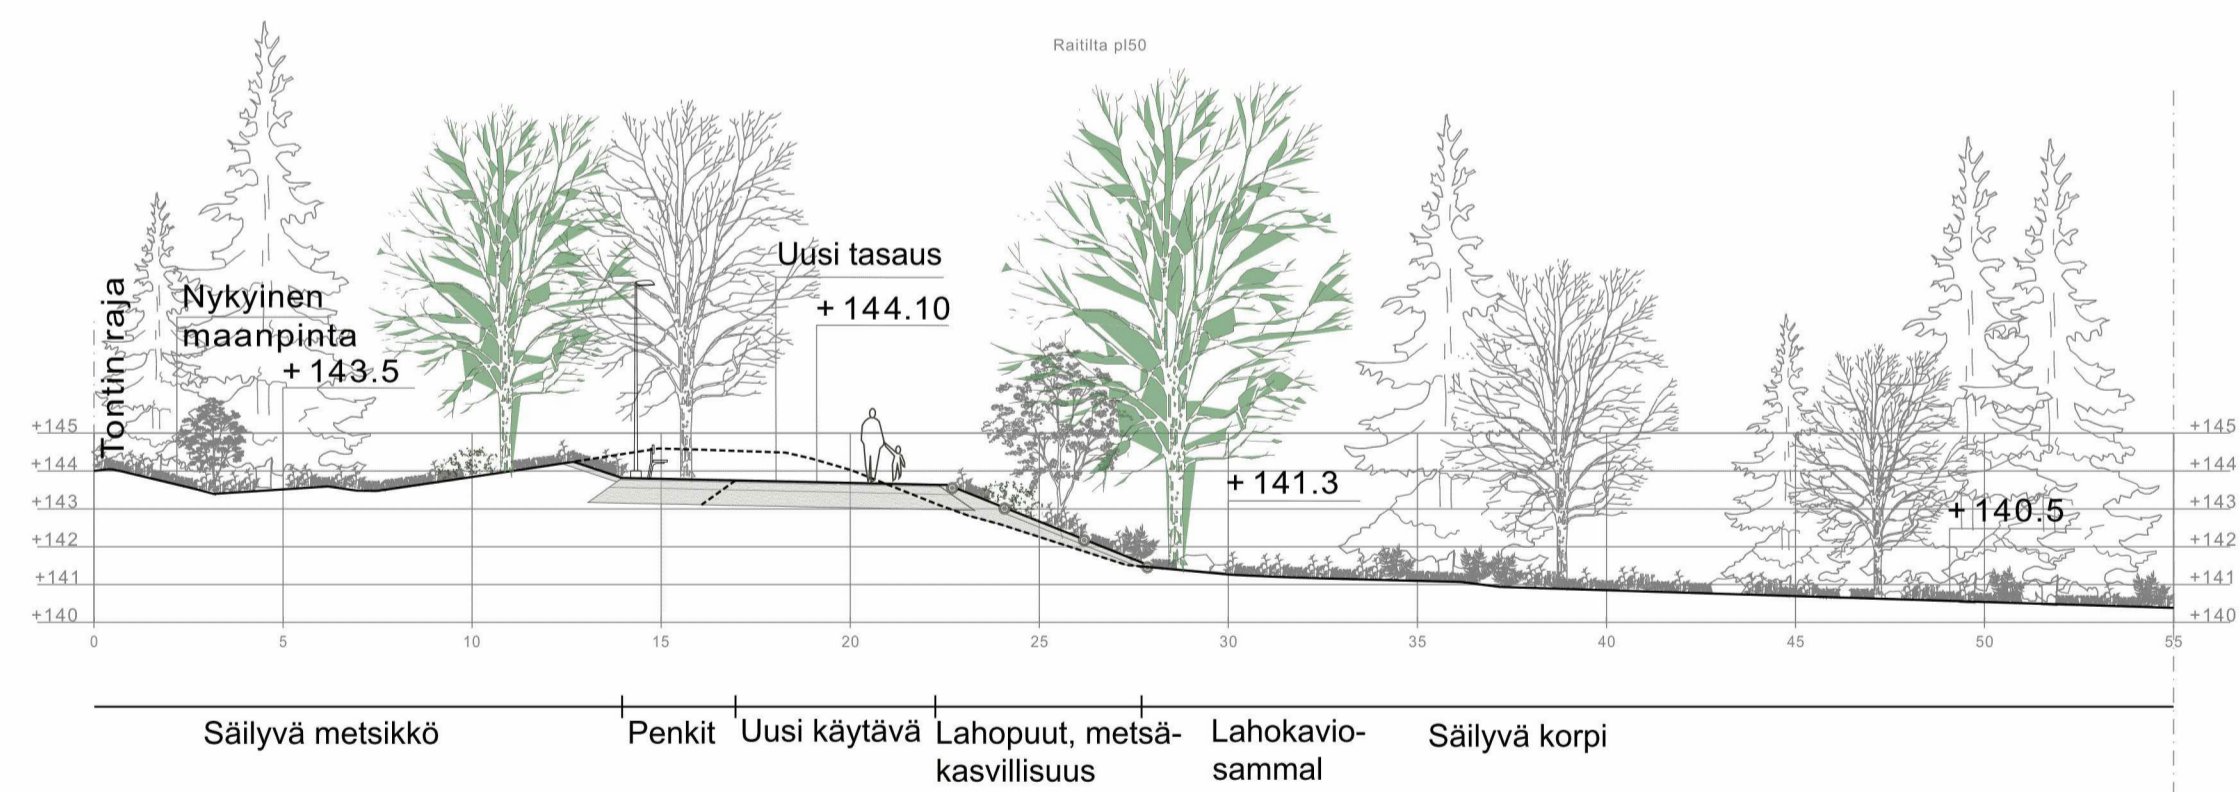 Raitilta pl50
Tontin raja
Nykyinen
maanpinta
+143.5
Uusi tasaus
+144.10
+141.3
+140.5
+145
+144
+143
+142
+141
+140
+145
+144
+143
+142
+141
+140
0 5 10 15 20 25 30 35 40 45 50 55
Säilyvä metsikkö
Penkit
Uusi käytävä
Lahopuut, metsä-
kasvillisuus
Lahokavio-
sammal
Säilyvä korpi